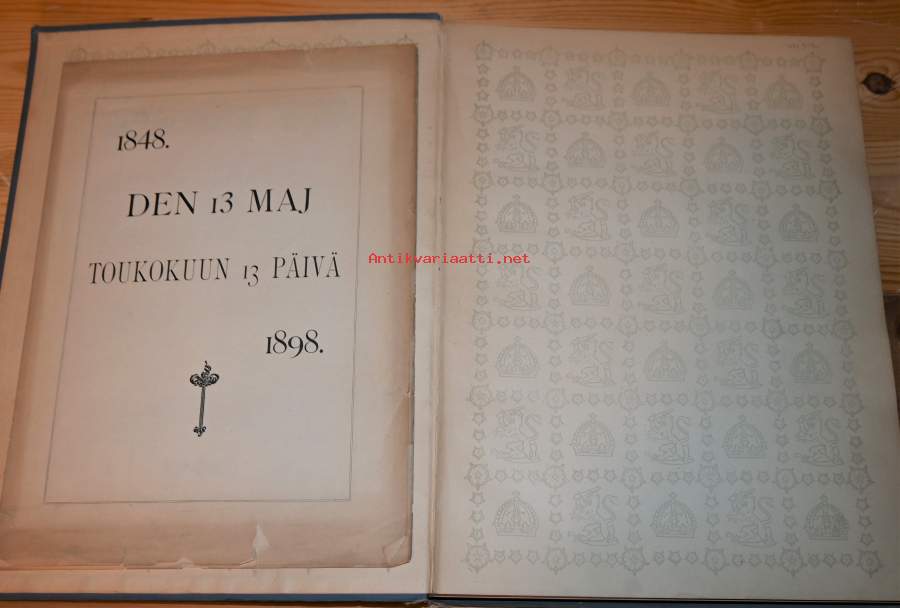 1848.
DEN 13 MAJ
TOUKOKUUN 13 PÄIVÄ
1898.
Antikvariaatti.net